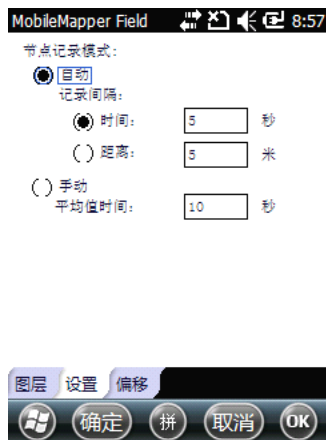 MobileMapper Field 8:57
节点记录模式:
自动
记录间隔:
时间: 5 秒
距离: 5 米
手动
平均值时间: 10 秒
图层 设置 偏移
确定 拼 取消 OK